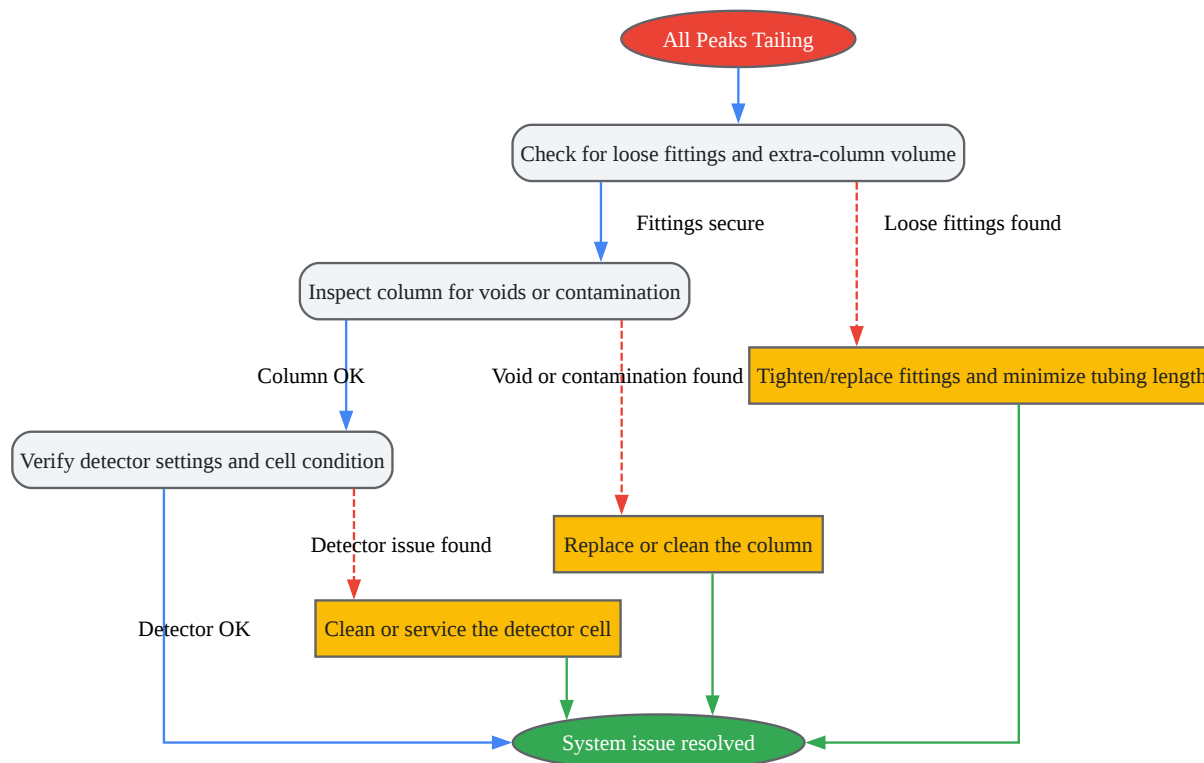 All Peaks Tailing
Check for loose fittings and extra-column volume
Fittings secure
Loose fittings found
Inspect column for voids or contamination
Column OK
Void or contamination found
Tighten/replace fittings and minimize tubing length
Verify detector settings and cell condition
Detector issue found
Replace or clean the column
Detector OK
Clean or service the detector cell
System issue resolved